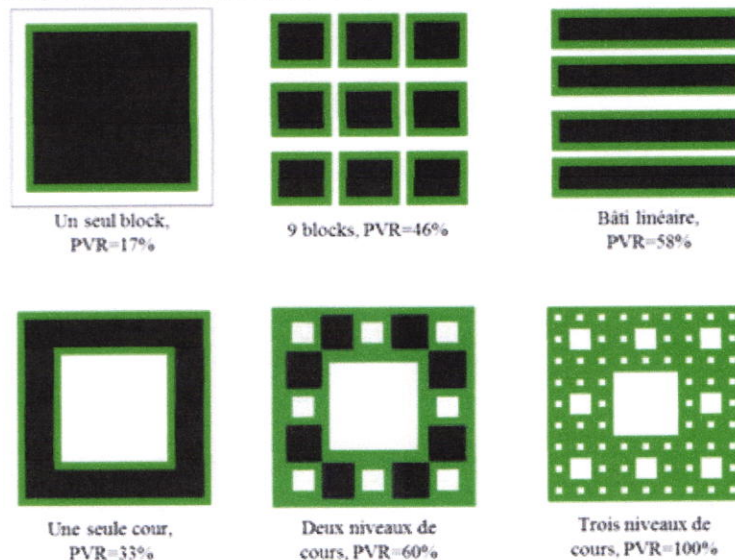 Un seul block,
PVR=17%
9 blocks, PVR=46%
Bâti linéaire,
PVR=58%
Une seule cour,
PVR=33%
Deux niveaux de
cours, PVR=60%
Trois niveaux de
cours, PVR=100%